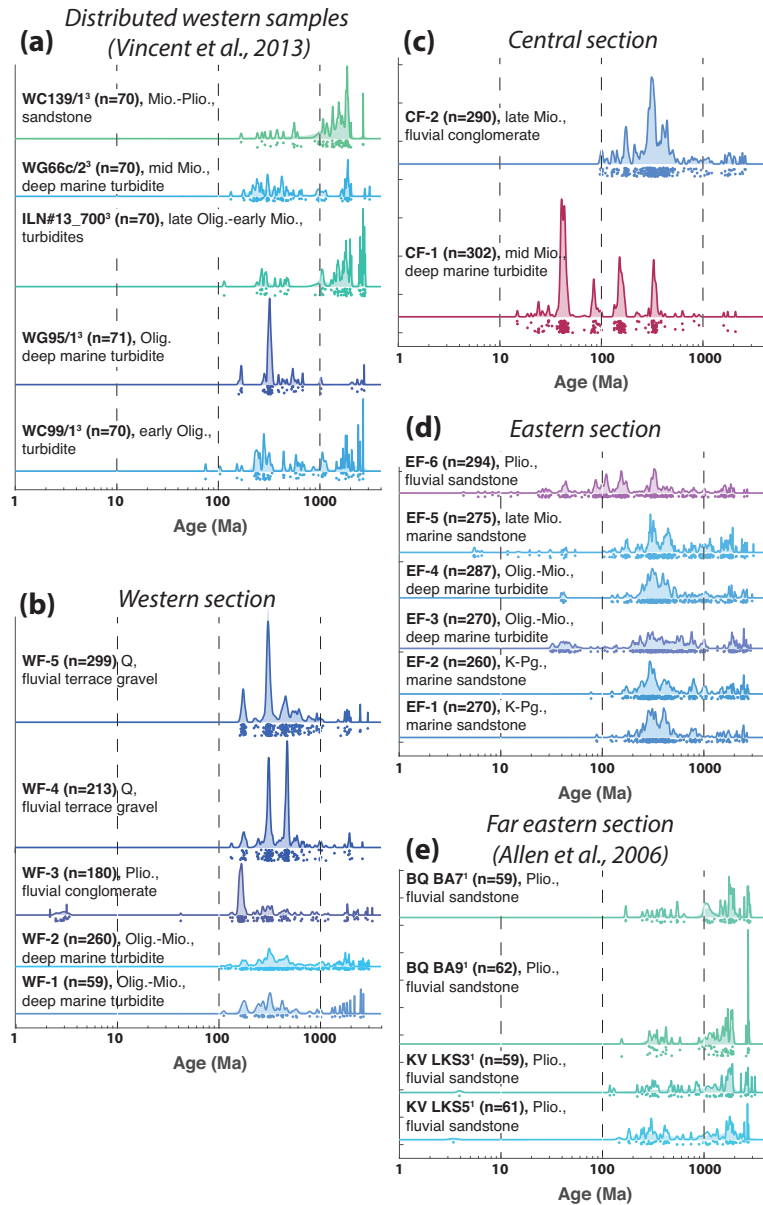 (a)
Distributed western samples
(Vincent et al., 2013)
WC139/1³ (n=70), Mio.-Plio.,
sandstone
WG66c/2³ (n=70), mid Mio.,
deep marine turbidite
ILN#13_700³ (n=70), late Olig.-early Mio.,
turbidites
WG95/1³ (n=71), Olig.
deep marine turbidite
WC99/1³ (n=70), early Olig.,
turbidite
1 10 100 1000
Age (Ma)
(b)
Western section
WF-5 (n=299) Q,
fluvial terrace gravel
WF-4 (n=213) Q,
fluvial terrace gravel
WF-3 (n=180), Plio.,
fluvial conglomerate
WF-2 (n=260), Olig.-Mio.,
deep marine turbidite
WF-1 (n=59), Olig.-Mio.,
deep marine turbidite
1 10 100 1000
Age (Ma)
(c)
Central section
CF-2 (n=290), late Mio.,
fluvial conglomerate
CF-1 (n=302), mid Mio.,
deep marine turbidite
1 10 100 1000
Age (Ma)
(d)
Eastern section
EF-6 (n=294), Plio.,
fluvial sandstone
EF-5 (n=275), late Mio.
marine sandstone
EF-4 (n=287), Olig.-Mio.,
deep marine turbidite
EF-3 (n=270), Olig.-Mio.,
deep marine turbidite
EF-2 (n=260), K-Pg.,
marine sandstone
EF-1 (n=270), K-Pg.,
marine sandstone
1 10 100 1000
Age (Ma)
(e)
Far eastern section
(Allen et al., 2006)
BQ BA7¹ (n=59), Plio.,
fluvial sandstone
BQ BA9¹ (n=62), Plio.,
fluvial sandstone
KV LKS3¹ (n=59), Plio.,
fluvial sandstone
KV LKS5¹ (n=61), Plio.,
fluvial sandstone
1 10 100 1000
Age (Ma)